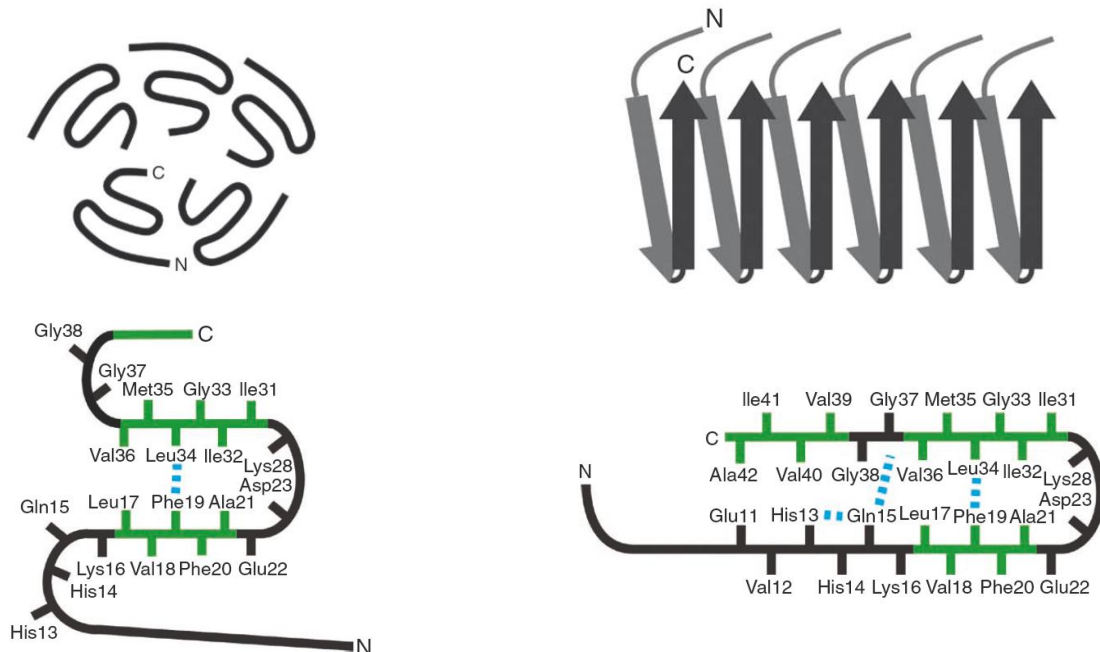 N
C
C
N
Gly38
C
Gly37
Met35 Gly33 Ile31
Val36 Leu34 Ile32
Lys28
Asp23
Gln15 Leu17 Phe19 Ala21
Lys16 Val18 Phe20 Glu22
His14
His13
N
Ile41 Val39 Gly37 Met35 Gly33 Ile31
C
Ala42 Val40 Gly38 Val36 Leu34 Ile32
Lys28
Asp23
N
Glu11 His13 Gln15 Leu17 Phe19 Ala21
Val12 His14 Lys16 Val18 Phe20 Glu22